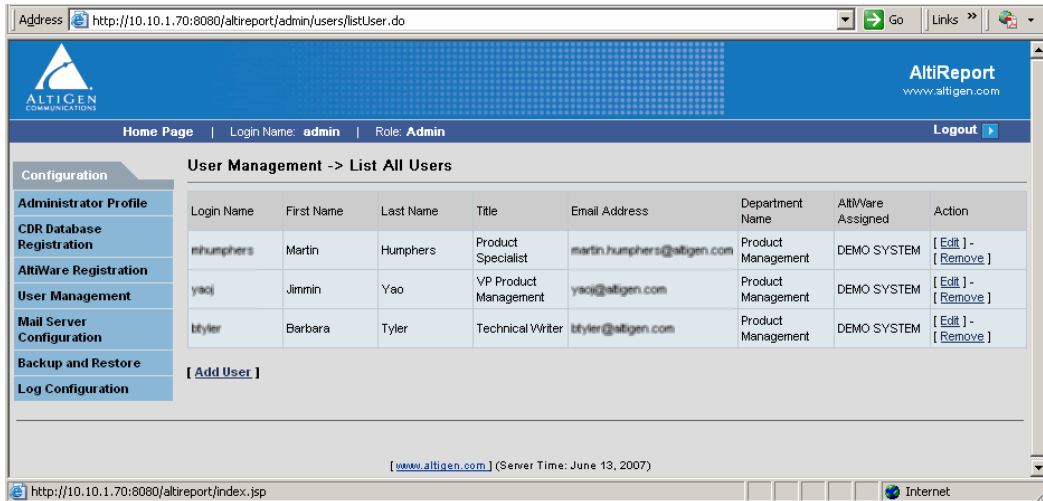 Address http://10.10.1.70:8080/altireport/admin/users/listUser.do Go Links »
ALTIGEN
COMMUNICATIONS
AltiReport
www.altigen.com
Home Page | Login Name: admin | Role: Admin Logout
Configuration
Administrator Profile
CDR Database
Registration
AltiWare Registration
User Management
Mail Server
Configuration
Backup and Restore
Log Configuration
User Management -> List All Users
Login Name First Name Last Name Title Email Address Department Name AltiWare Assigned Action
mhumphers Martin Humphers Product Specialist martin.humphers@altigen.com Product Management DEMO SYSTEM [ Edit ] - [ Remove ]
yaoj Jimmin Yao VP Product Management yaoj@altigen.com Product Management DEMO SYSTEM [ Edit ] - [ Remove ]
btyler Barbara Tyler Technical Writer btyler@altigen.com Product Management DEMO SYSTEM [ Edit ] - [ Remove ]
[ Add User ]
[ www.altigen.com ] (Server Time: June 13, 2007)
http://10.10.1.70:8080/altireport/index.jsp Internet